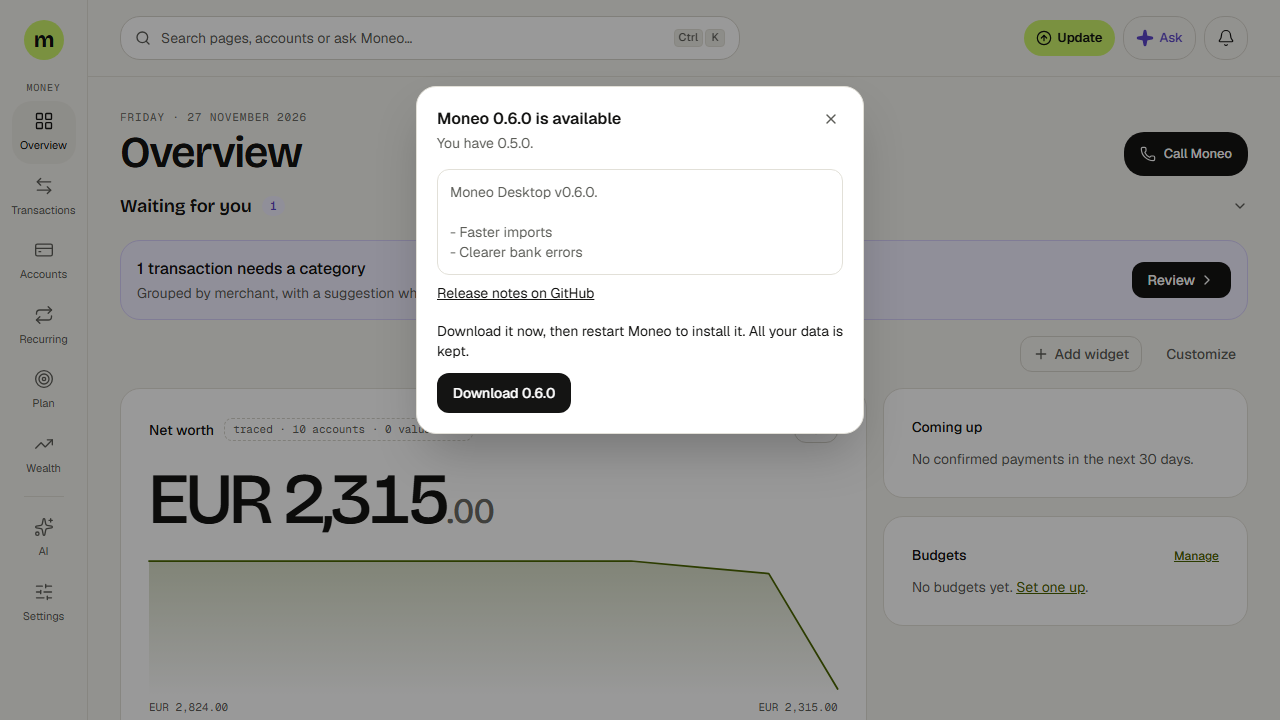 m
Search pages, accounts or ask Moneo...
Ctrl K
Update
Ask
MONEY
Overview
Transactions
Accounts
Recurring
Plan
Wealth
AI
Settings
FRIDAY · 27 NOVEMBER 2026
Overview
Call Moneo
Waiting for you 1
1 transaction needs a category
Grouped by merchant, with a suggestion
Review
Add widget
Customize
Moneo 0.6.0 is available
You have 0.5.0.
Moneo Desktop v0.6.0.
- Faster imports
- Clearer bank errors
Release notes on GitHub
Download it now, then restart Moneo to install it. All your data is
kept.
Download 0.6.0
Net worth
traced · 10 accounts · 0
EUR 2,315.00
EUR 2,824.00
EUR 2,315.00
Coming up
No confirmed payments in the next 30 days.
Budgets
Manage
No budgets yet. Set one up.